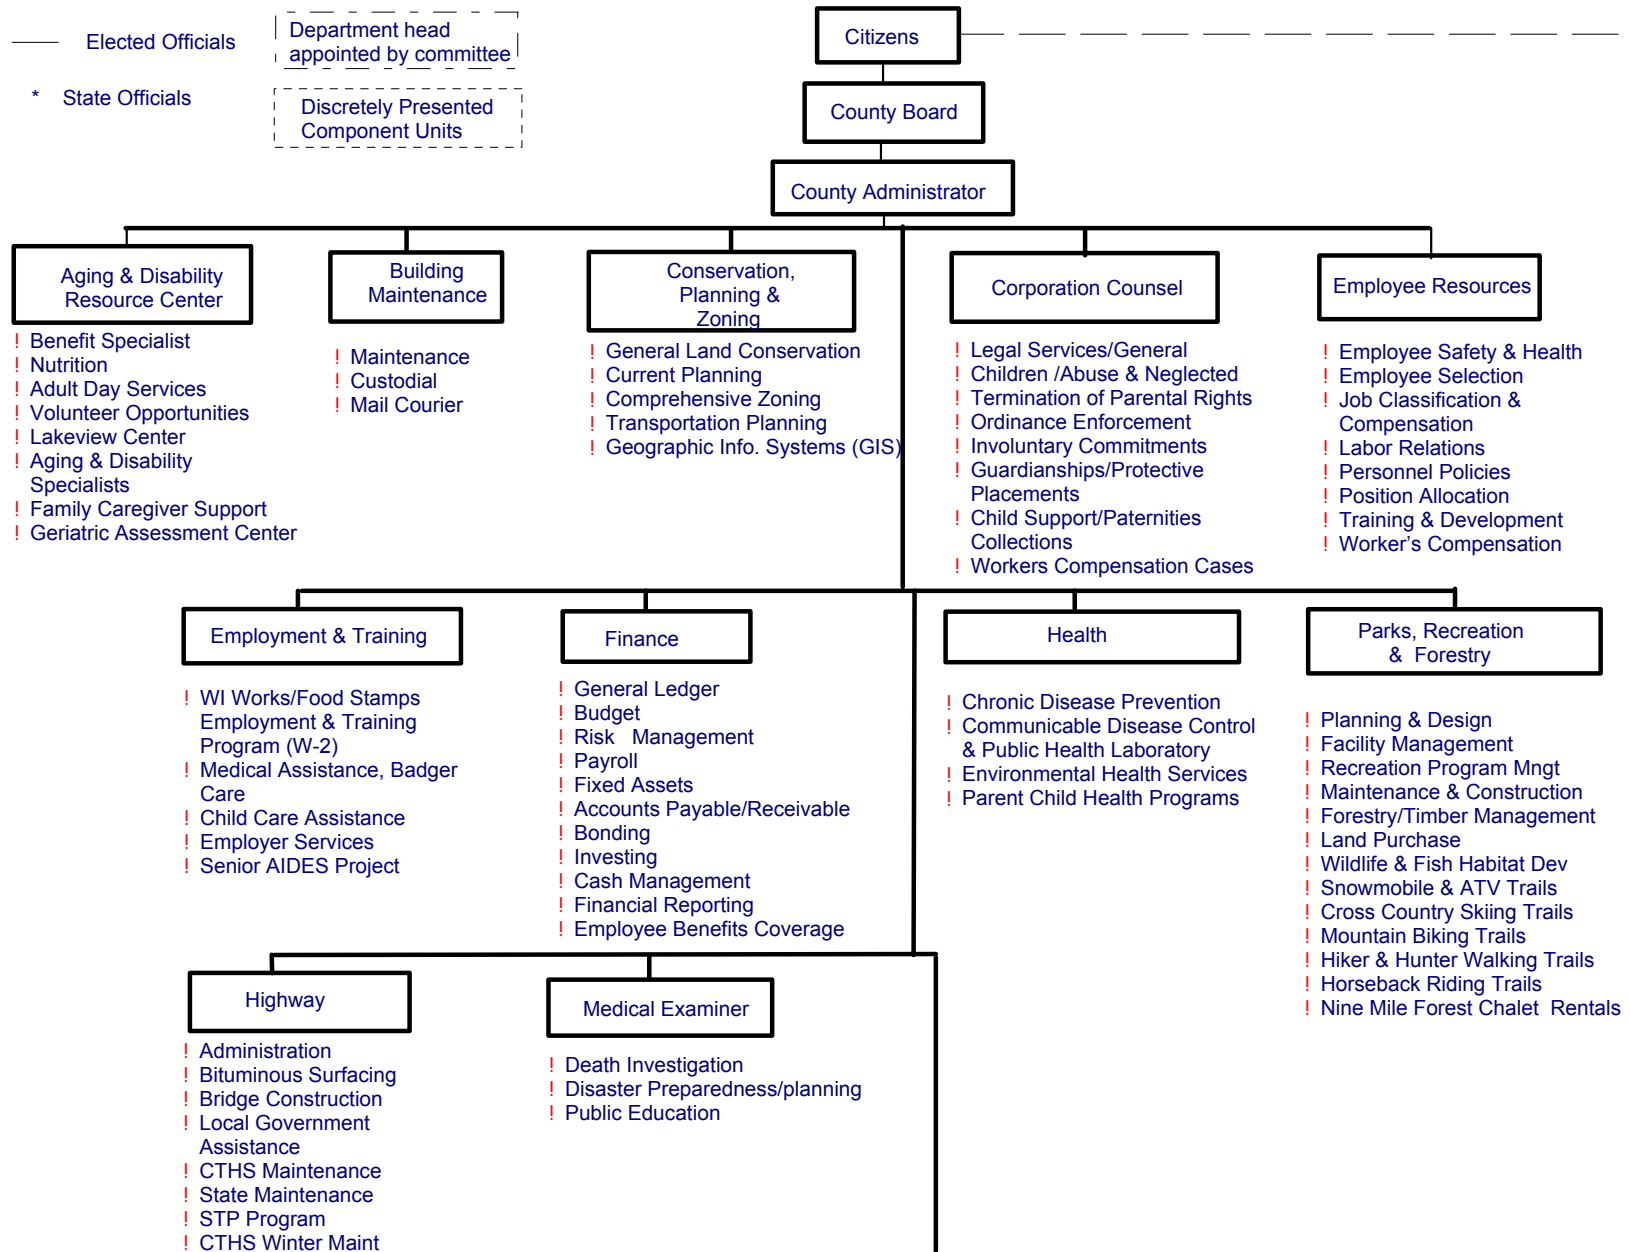 Elected Officials
* State Officials
Department head
appointed by committee
Discretely Presented
Component Units
Citizens
County Board
County Administrator
Aging & Disability
Resource Center
! Benefit Specialist
! Nutrition
! Adult Day Services
! Volunteer Opportunities
! Lakeview Center
! Aging & Disability
Specialists
! Family Caregiver Support
! Geriatric Assessment Center
Building
Maintenance
! Maintenance
! Custodial
! Mail Courier
Conservation,
Planning &
Zoning
! General Land Conservation
! Current Planning
! Comprehensive Zoning
! Transportation Planning
! Geographic Info. Systems (GIS)
Corporation Counsel
! Legal Services/General
! Children /Abuse & Neglected
! Termination of Parental Rights
! Ordinance Enforcement
! Involuntary Commitments
! Guardianships/Protective
Placements
! Child Support/Paternities
Collections
! Workers Compensation Cases
Employee Resources
! Employee Safety & Health
! Employee Selection
! Job Classification &
Compensation
! Labor Relations
! Personnel Policies
! Position Allocation
! Training & Development
! Worker's Compensation
Employment & Training
! WI Works/Food Stamps
Employment & Training
Program (W-2)
! Medical Assistance, Badger
Care
! Child Care Assistance
! Employer Services
! Senior AIDES Project
Finance
! General Ledger
! Budget
! Risk Management
! Payroll
! Fixed Assets
! Accounts Payable/Receivable
! Bonding
! Investing
! Cash Management
! Financial Reporting
! Employee Benefits Coverage
Health
! Chronic Disease Prevention
! Communicable Disease Control
& Public Health Laboratory
! Environmental Health Services
! Parent Child Health Programs
Parks, Recreation
& Forestry
! Planning & Design
! Facility Management
! Recreation Program Mngt
! Maintenance & Construction
! Forestry/Timber Management
! Land Purchase
! Wildlife & Fish Habitat Dev
! Snowmobile & ATV Trails
! Cross Country Skiing Trails
! Mountain Biking Trails
! Hiker & Hunter Walking Trails
! Horseback Riding Trails
! Nine Mile Forest Chalet Rentals
Highway
! Administration
! Bituminous Surfacing
! Bridge Construction
! Local Government
Assistance
! CTHS Maintenance
! State Maintenance
! STP Program
! CTHS Winter Maint
Medical Examiner
! Death Investigation
! Disaster Preparedness/planning
! Public Education